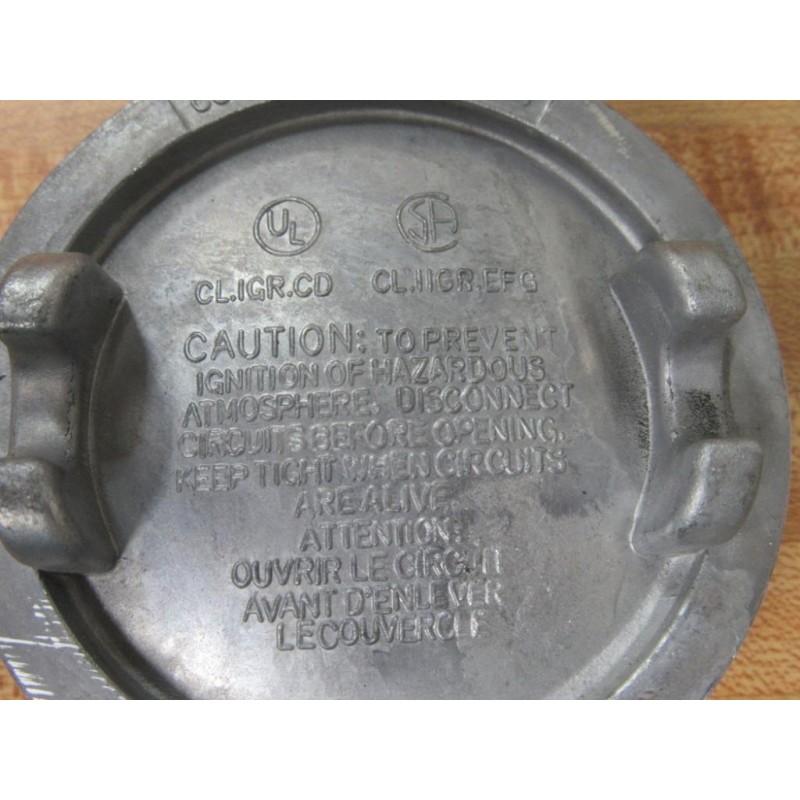 UL
CSA
CL.IGR.CD CL.IIGR.EFG
CAUTION: TO PREVENT
IGNITION OF HAZARDOUS
ATMOSPHERE, DISCONNECT
CIRCUITS BEFORE OPENING.
KEEP TIGHT WHEN CIRCUITS
ARE ALIVE
ATTENTION:
OUVRIR LE CIRCUIT
AVANT D'ENLEVER
LE COUVERCLE